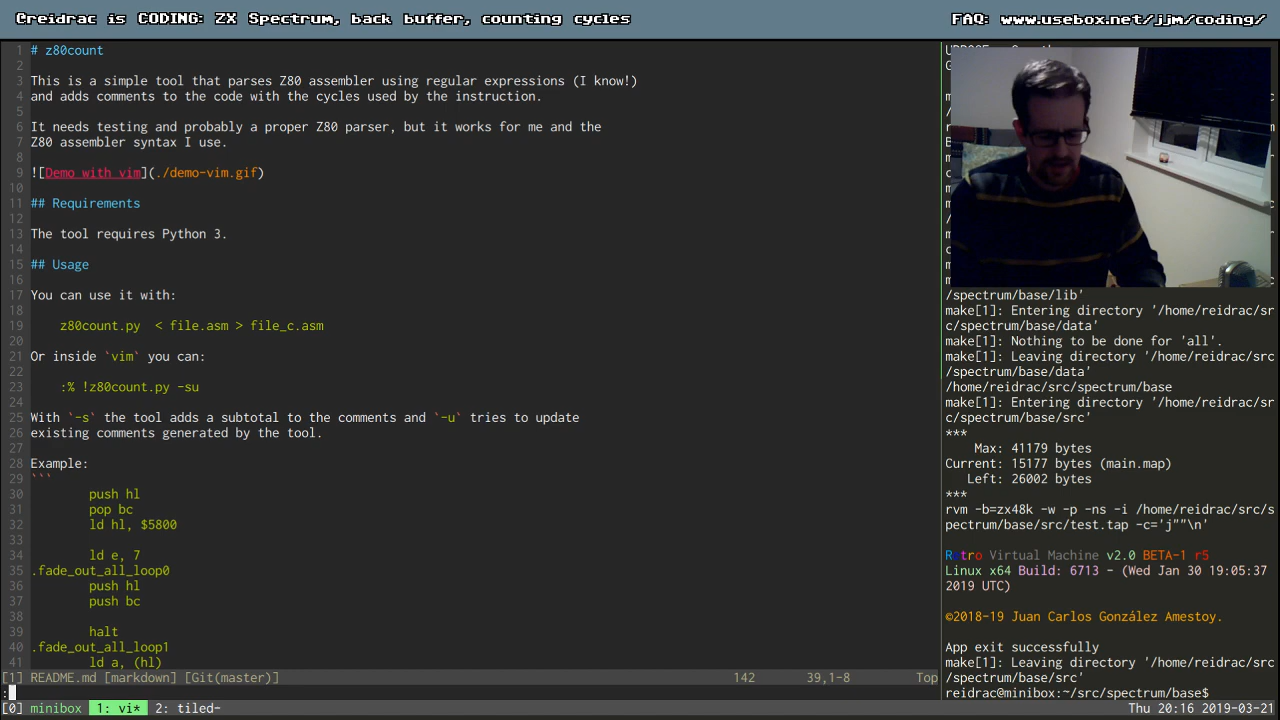 @reidrac is CODING: ZX Spectrum, back buffer, counting cycles
FAQ: www.usebox.net/jjm/coding/
1 # z80count
2
3 This is a simple tool that parses Z80 assembler using regular expressions (I know!)
4 and adds comments to the code with the cycles used by the instruction.
5
6 It needs testing and probably a proper Z80 parser, but it works for me and the
7 Z80 assembler syntax I use.
8
9 ![Demo with vim](./demo-vim.gif)
10
11 ## Requirements
12
13 The tool requires Python 3.
14
15 ## Usage
16
17 You can use it with:
18
19 z80count.py < file.asm > file_c.asm
20
21 Or inside `vim` you can:
22
23 :% !z80count.py -su
24
25 With `-s` the tool adds a subtotal to the comments and `-u` tries to update
26 existing comments generated by the tool.
27
28 Example:
29 ```
30 push hl
31 pop bc
32 ld hl, $5800
33
34 ld e, 7
35 .fade_out_all_loop0
36 push hl
37 push bc
38
39 halt
40 .fade_out_all_loop1
41 ld a, (hl)
[1] README.md [markdown] [Git(master)] 142 39,1-8 Top
:
/spectrum/base/lib'
make[1]: Entering directory '/home/reidrac/sr
c/spectrum/base/data'
make[1]: Nothing to be done for 'all'.
make[1]: Leaving directory '/home/reidrac/src
/spectrum/base/data'
/home/reidrac/src/spectrum/base
make[1]: Entering directory '/home/reidrac/sr
c/spectrum/base/src'
***
Max: 41179 bytes
Current: 15177 bytes (main.map)
Left: 26002 bytes
***
rvm -b=zx48k -w -p -ns -i /home/reidrac/src/s
pectrum/base/src/test.tap -c='j""\n'
Retro Virtual Machine v2.0 BETA-1 r5
Linux x64 Build: 6713 - (Wed Jan 30 19:05:37
2019 UTC)
©2018-19 Juan Carlos González Amestoy.
App exit successfully
make[1]: Leaving directory '/home/reidrac/src
/spectrum/base/src'
reidrac@minibox:~/src/spectrum/base$
[0] minibox 1: vi* 2: tiled- Thu 20:16 2019-03-21